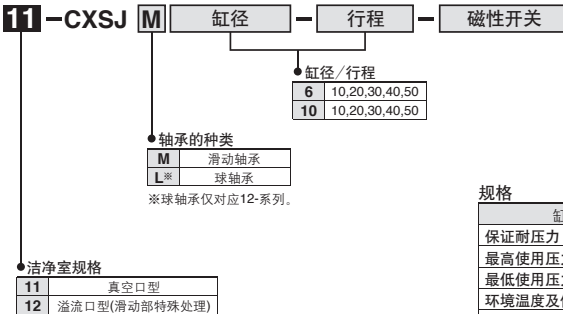 11-CXSJ M 缸径 - 行程 - 磁性开关
缸径/行程
6 10,20,30,40,50
10 10,20,30,40,50
轴承的种类
M 滑动轴承
L※ 球轴承
※球轴承仅对应12-系列。
洁净室规格
11 真空口型
12 溢流口型(滑动部特殊处理)
规格
缸
保证耐压力
最高使用压力
最低使用压力
环境温度及